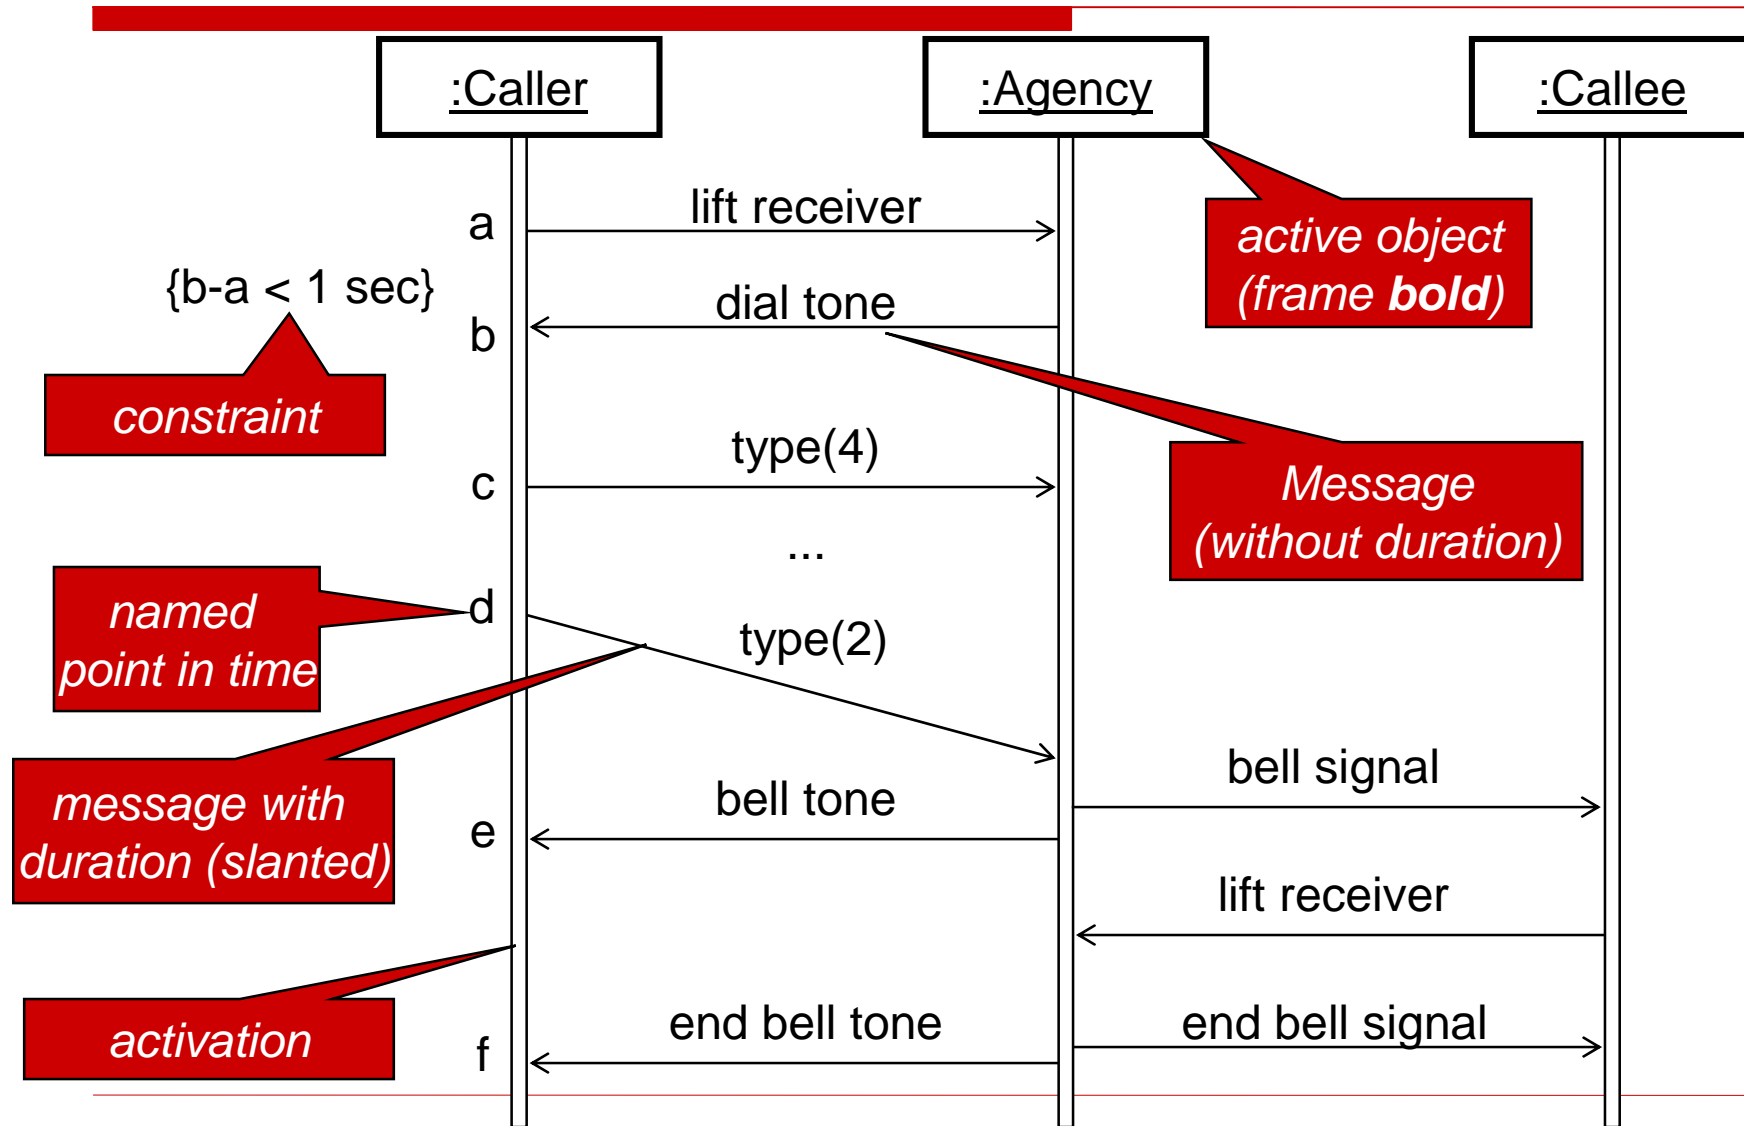 :Caller
:Agency
:Callee
lift receiver
a
active object
(frame bold)
{b-a < 1 sec}
dial tone
b
constraint
type(4)
c
Message
(without duration)
...
named
point in time
d
type(2)
bell signal
message with
duration (slanted)
bell tone
e
lift receiver
activation
end bell tone
end bell signal
f